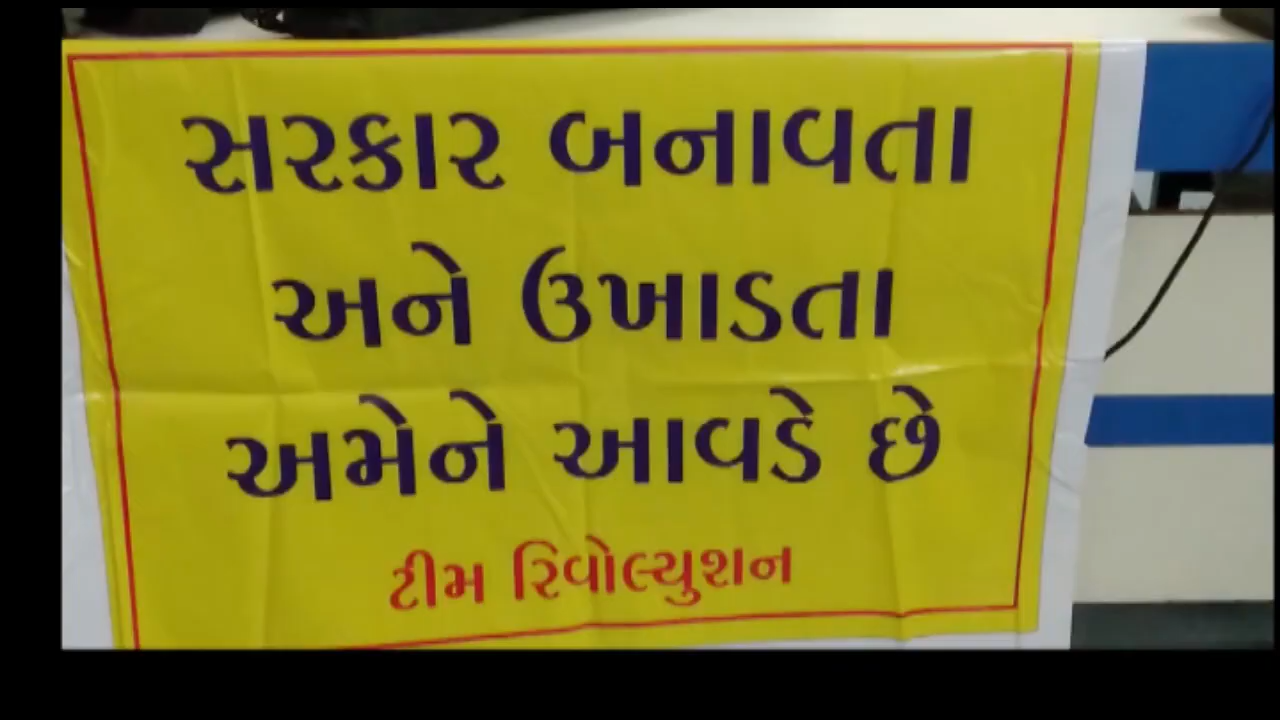 સરકાર બનાવતા
અને ઉખાડતા
અમેને આવડે છે
ટીમ રિવોલ્યુશન